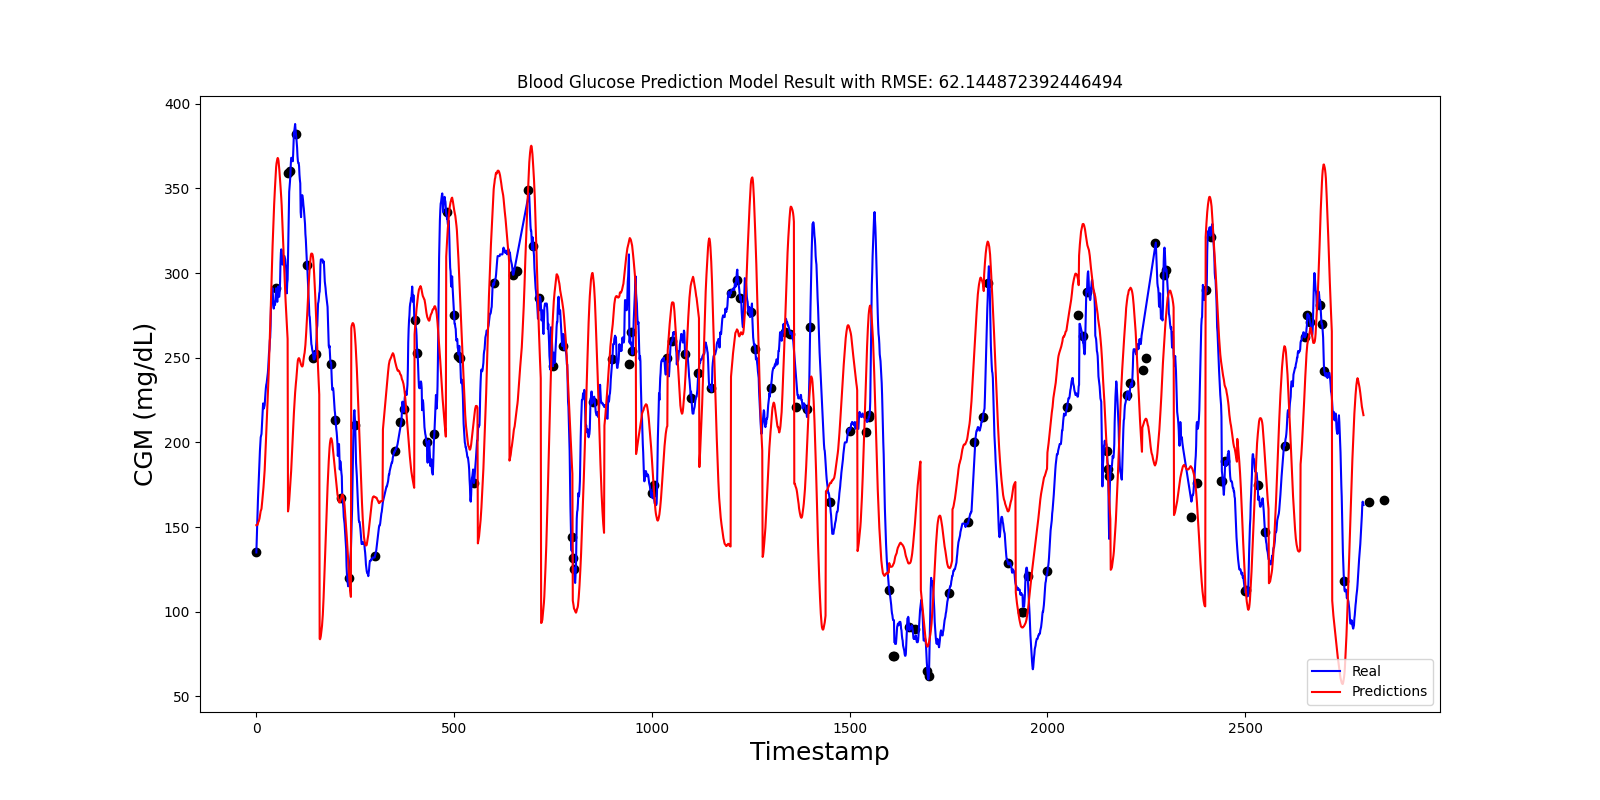 Blood Glucose Prediction Model Result with RMSE: 62.144872392446494
400
350
300
250
200
150
100
50
CGM (mg/dL)
0
500
1000
1500
2000
2500
Timestamp
Real
Predictions